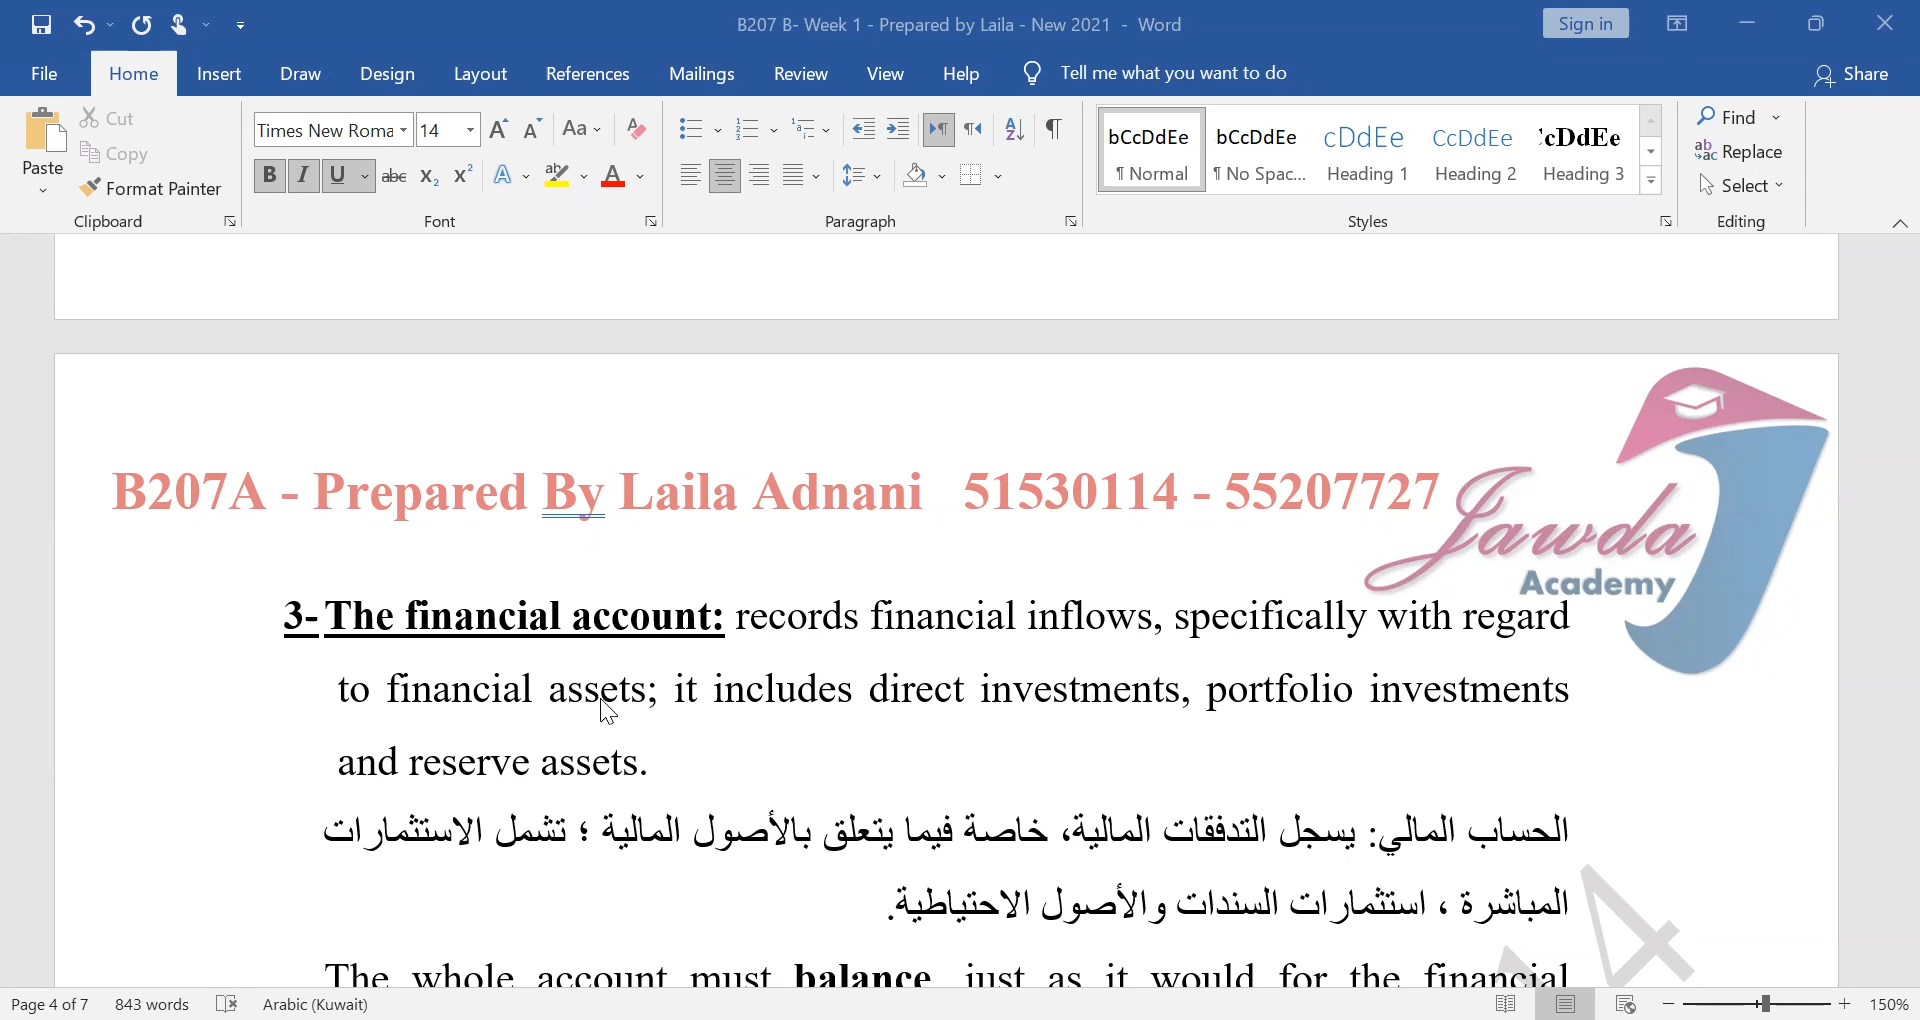 B207 B- Week 1 - Prepared by Laila - New 2021 - Word
Sign in
File Home Insert Draw Design Layout References Mailings Review View Help Tell me what you want to do Share
Paste
Cut
Copy
Format Painter
Clipboard
Times New Roma 14
Font
Paragraph
bCcDdEe bCcDdEe cDdEe CcDdEe 'cDdEe
¶ Normal ¶ No Spac... Heading 1 Heading 2 Heading 3
Styles
Find
Replace
Select
Editing
B207A - Prepared By Laila Adnani 51530114 - 55207727
Jawda
Academy
3- The financial account: records financial inflows, specifically with regard
to financial assets; it includes direct investments, portfolio investments
and reserve assets.
الحساب المالي: يسجل التدفقات المالية، خاصة فيما يتعلق بالأصول المالية ؛ تشمل الاستثمارات
المباشرة ، استثمارات السندات والأصول الاحتياطية.
The whole account must balance, just as it would for the financial
Page 4 of 7 843 words Arabic (Kuwait) 150%